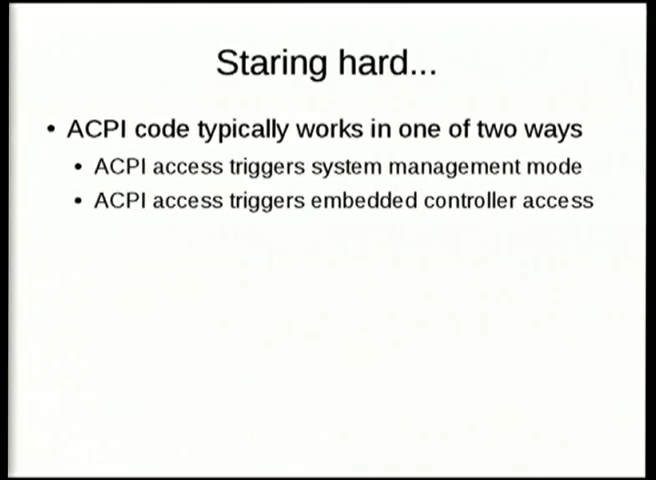 Staring hard...
• ACPI code typically works in one of two ways
• ACPI access triggers system management mode
• ACPI access triggers embedded controller access